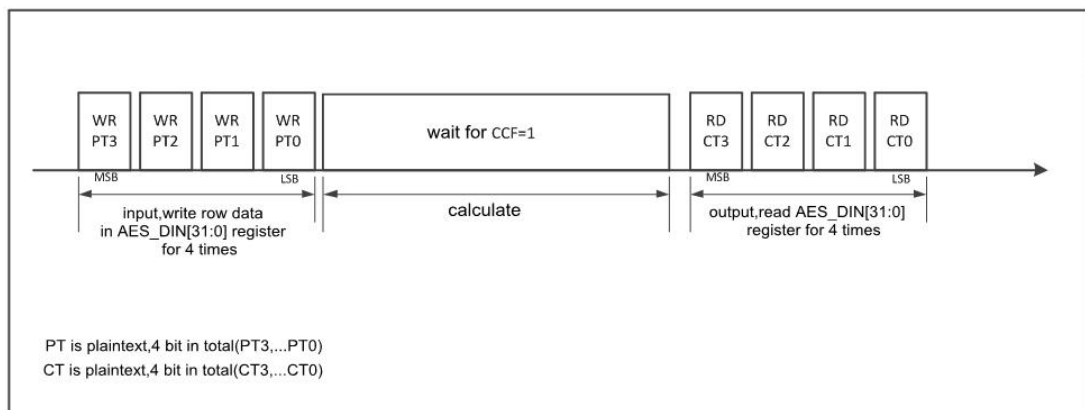 WR PT3
WR PT2
WR PT1
WR PT0
wait for CCF=1
RD CT3
RD CT2
RD CT1
RD CT0
MSB
LSB
MSB
LSB
input,write row data
in AES_DIN[31:0] register
for 4 times
calculate
output,read AES_DIN[31:0]
register for 4 times
PT is plaintext,4 bit in total(PT3,...PT0)
CT is plaintext,4 bit in total(CT3,...CT0)